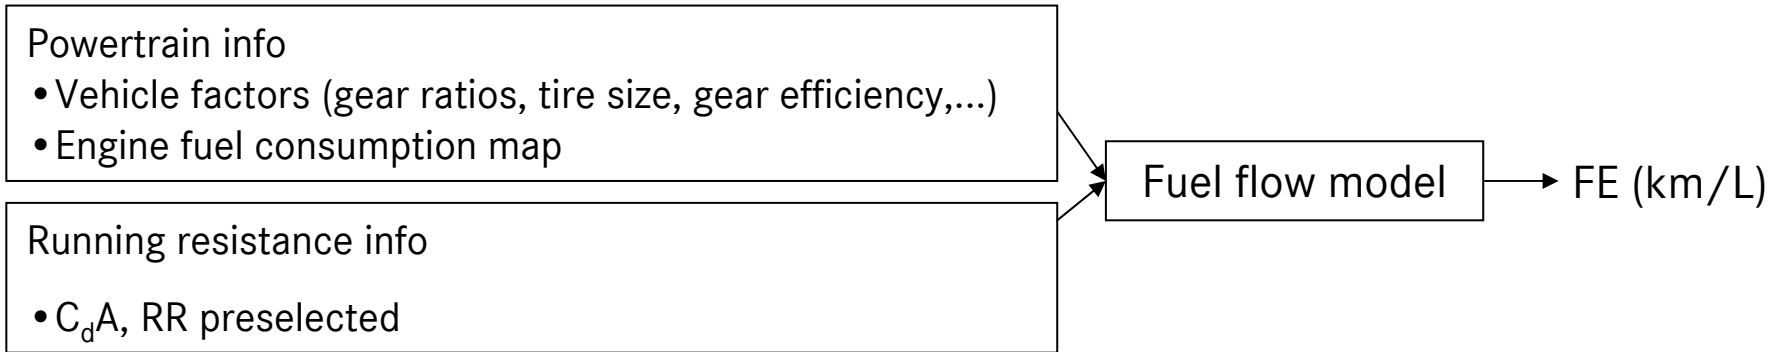 Powertrain info
•Vehicle factors (gear ratios, tire size, gear efficiency,...)
•Engine fuel consumption map
Fuel flow model
FE (km/L)
Running resistance info
•CdA, RR preselected